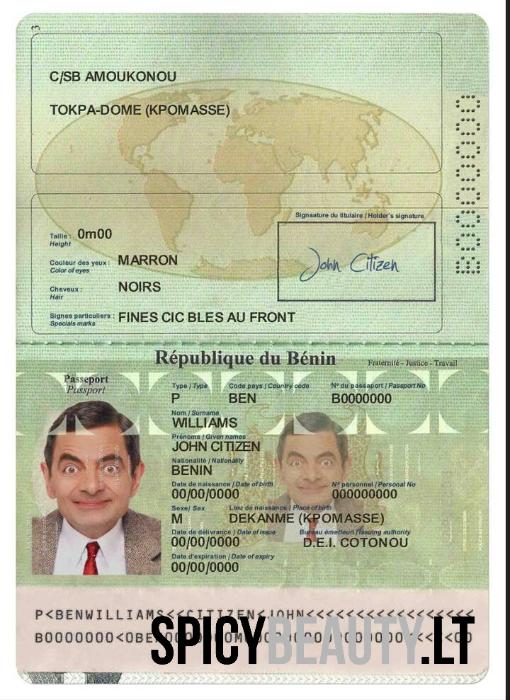 3
C/SB AMOUKONOU
TOKPA-DOME (KPOMASSE)
E0000000
Signsature du titulaire / Holder's signature
John Citizen
Taille : 0m00
Height
Couleur des yeux : MARRON
Color of eyes
Cheveux : NOIRS
Hair
Signes particuliers : FINES CIC BLES AU FRONT
Specials marks
République du Bénin
Fraternité - Justice - Travail
Passeport
Passport
Type / Type Code pays / Country code N° du passaport / Passport No
P BEN B0000000
Nom / Surname
WILLIAMS
Prénoms / Given names
JOHN CITIZEN
Nationalité / Nationality
BENIN
Date de naissance / Date of birth N° personnel / Personal No
00/00/0000 000000000
Sexe/ Sex Lieu de naissance / Place of birth
M DEKANME (KPOMASSE)
Date de délivrance / Date of issue Bureau émetteur / Issuing authority
00/00/0000 D.E.I. COTONOU
Date d'expiration / Date of expiry
00/00/0000
P<BENWILLIAMS<<CITIZEN<JOHN<<<<<<<<<<<<<<<<<
SPICYBEAUTY.LT